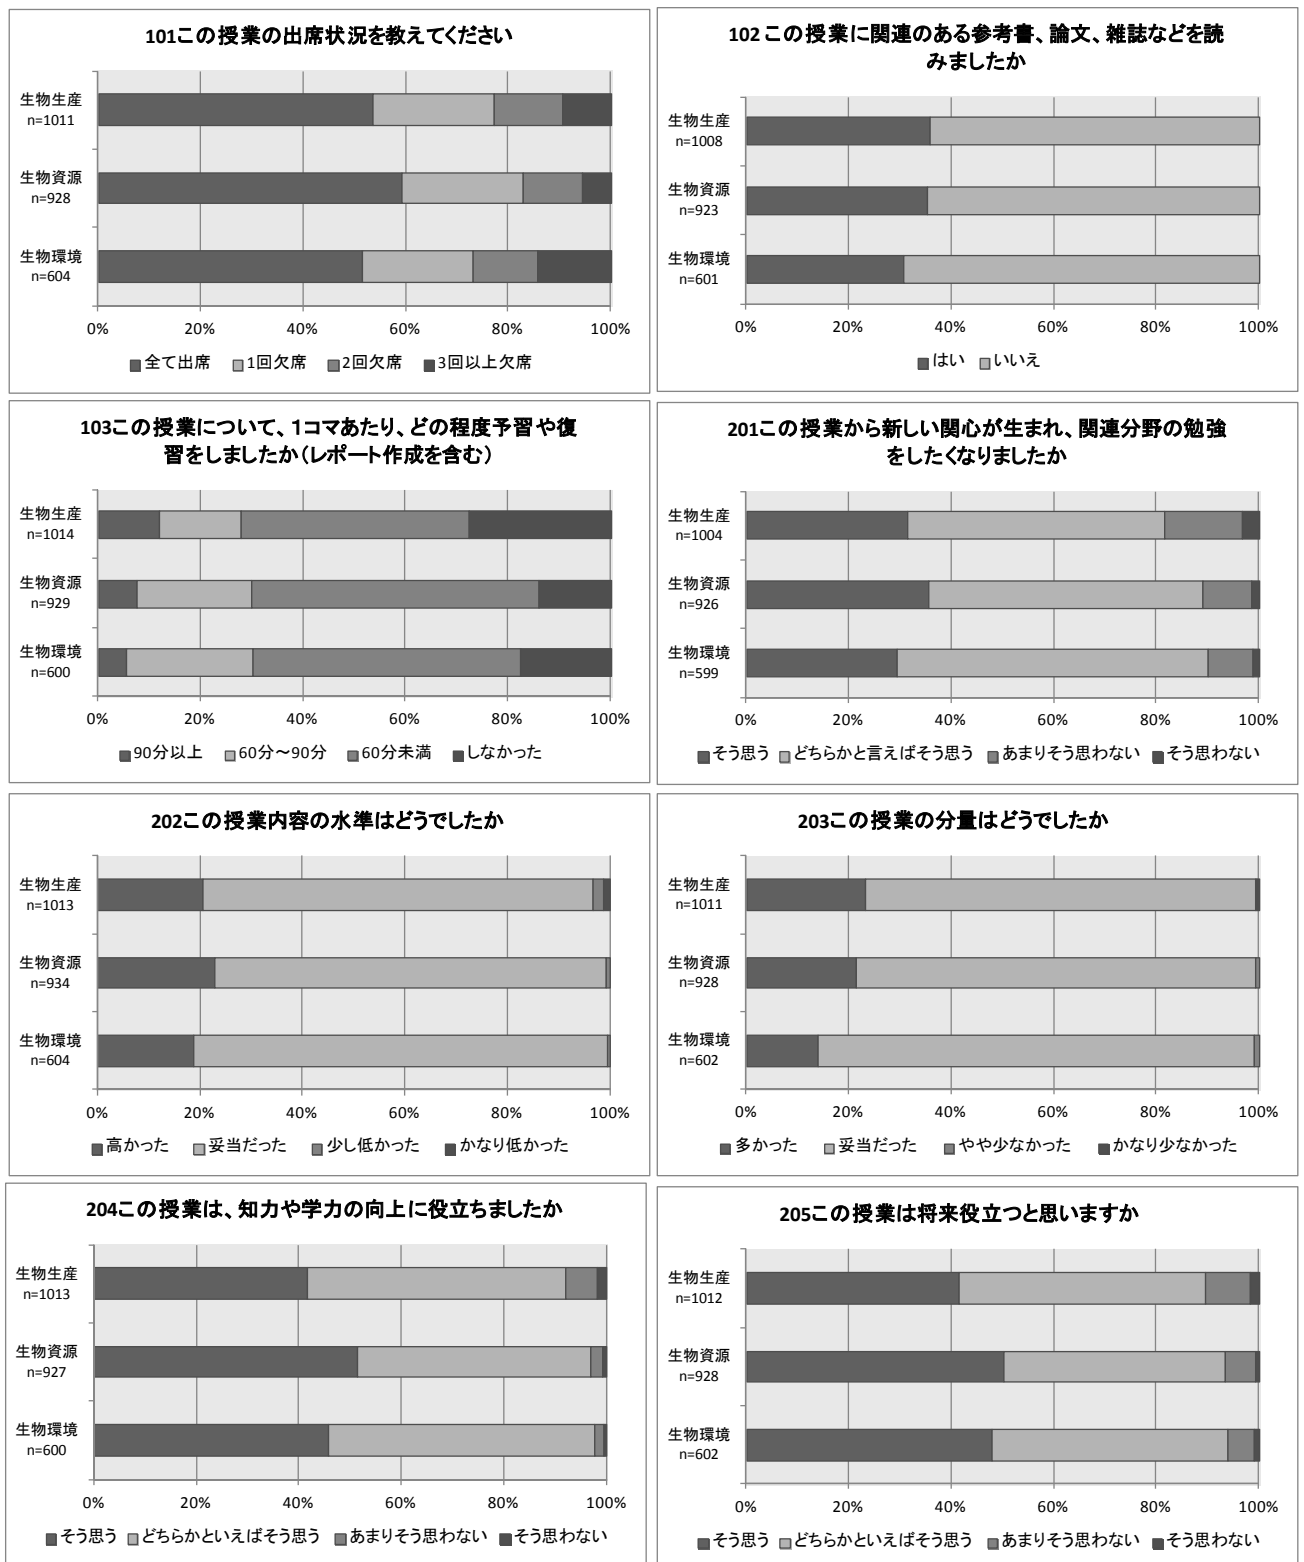 101この授業の出席状況を教えてください
生物生産
n=1011
生物資源
n=928
生物環境
n=604
0% 20% 40% 60% 80% 100%
全て出席 1回欠席 2回欠席 3回以上欠席
102 この授業に関連のある参考書、論文、雑誌などを読
みましたか
生物生産
n=1008
生物資源
n=923
生物環境
n=601
0% 20% 40% 60% 80% 100%
はい いいえ
103この授業について、1コマあたり、どの程度予習や復
習をしましたか(レポート作成を含む)
生物生産
n=1014
生物資源
n=929
生物環境
n=600
0% 20% 40% 60% 80% 100%
90分以上 60分～90分 60分未満 しなかった
201この授業から新しい関心が生まれ、関連分野の勉強
をしたくなりましたか
生物生産
n=1004
生物資源
n=926
生物環境
n=599
0% 20% 40% 60% 80% 100%
そう思う どちらかと言えばそう思う あまりそう思わない そう思わない
202この授業内容の水準はどうでしたか
生物生産
n=1013
生物資源
n=934
生物環境
n=604
0% 20% 40% 60% 80% 100%
高かった 妥当だった 少し低かった かなり低かった
203この授業の分量はどうでしたか
生物生産
n=1011
生物資源
n=928
生物環境
n=602
0% 20% 40% 60% 80% 100%
多かった 妥当だった やや少なかった かなり少なかった
204この授業は、知力や学力の向上に役立ちましたか
生物生産
n=1013
生物資源
n=927
生物環境
n=600
0% 20% 40% 60% 80% 100%
そう思う どちらかといえばそう思う あまりそう思わない そう思わない
205この授業は将来役立つと思いますか
生物生産
n=1012
生物資源
n=928
生物環境
n=602
0% 20% 40% 60% 80% 100%
そう思う どちらかといえばそう思う あまりそう思わない そう思わない